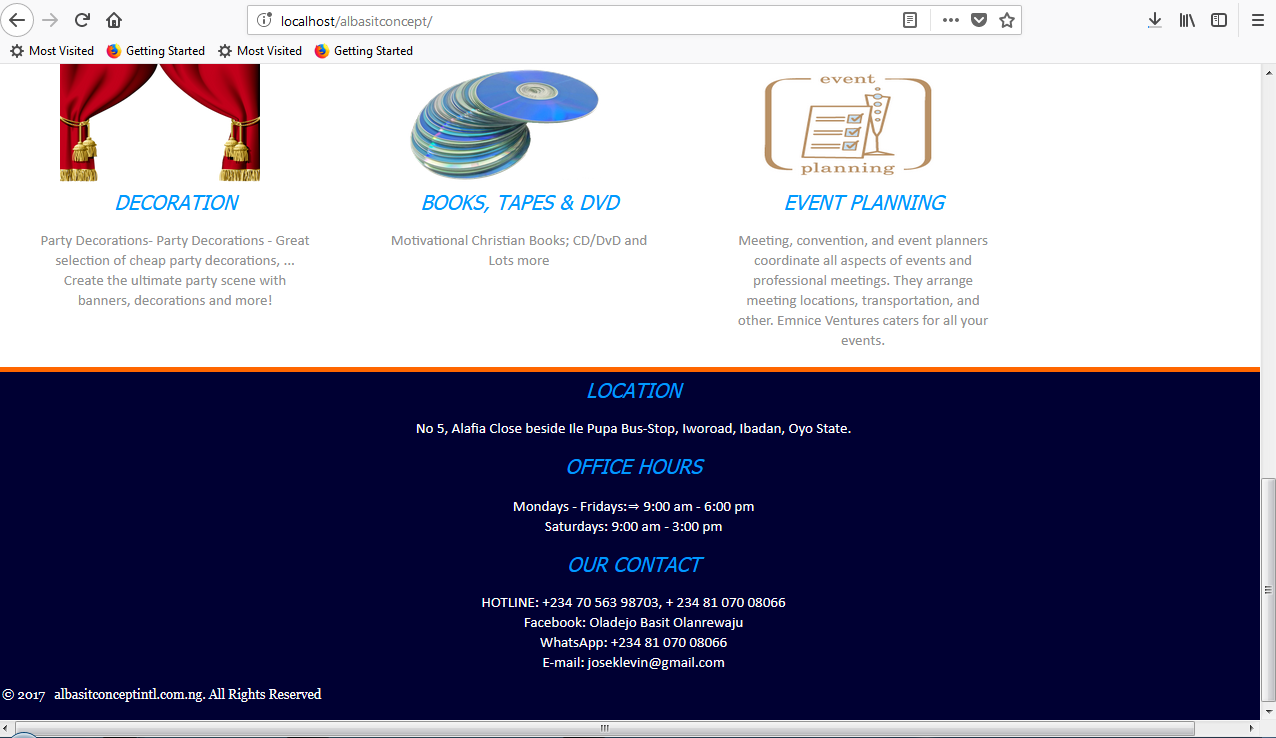 localhost/albasitconcept/
Most Visited Getting Started Most Visited Getting Started
event
planning
DECORATION
Party Decorations- Party Decorations - Great
selection of cheap party decorations, ...
Create the ultimate party scene with
banners, decorations and more!
BOOKS, TAPES & DVD
Motivational Christian Books; CD/DvD and
Lots more
EVENT PLANNING
Meeting, convention, and event planners
coordinate all aspects of events and
professional meetings. They arrange
meeting locations, transportation, and
other. Emnice Ventures caters for all your
events.
LOCATION
No 5, Alafia Close beside Ile Pupa Bus-Stop, Iworoad, Ibadan, Oyo State.
OFFICE HOURS
Mondays - Fridays:⇒ 9:00 am - 6:00 pm
Saturdays: 9:00 am - 3:00 pm
OUR CONTACT
HOTLINE: +234 70 563 98703, + 234 81 070 08066
Facebook: Oladejo Basit Olanrewaju
WhatsApp: +234 81 070 08066
E-mail: joseklevin@gmail.com
© 2017 albasitconceptintl.com.ng. All Rights Reserved